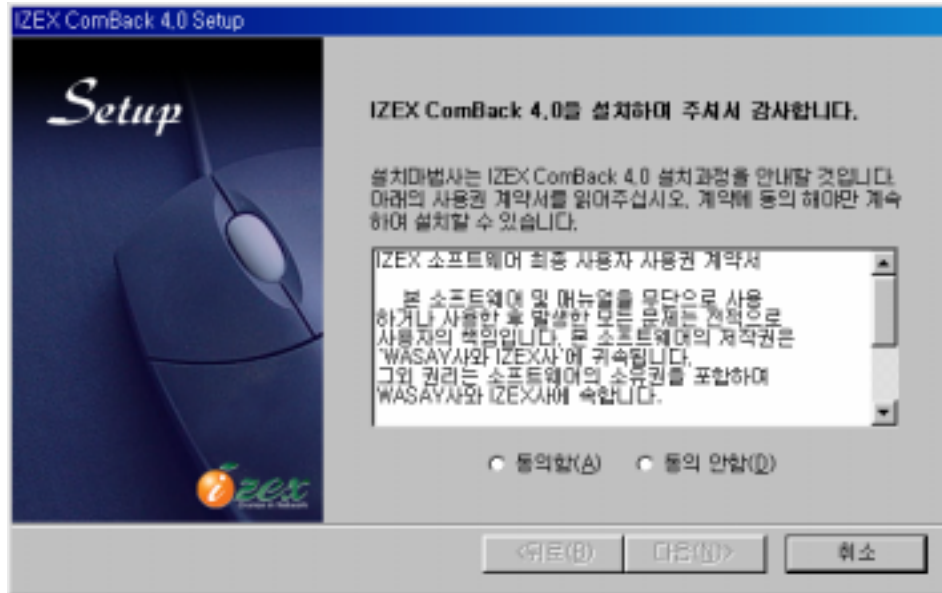 IZEX ComBack 4.0 Setup
Setup
IZEX ComBack 4.0을 설치하여 주셔서 감사합니다.
설치마법사는 IZEX ComBack 4.0 설치과정을 안내할 것입니다.
아래의 사용권 계약서를 읽어주십시오. 계약에 동의 해야만 계속
하여 설치할 수 있습니다.
IZEX 소프트웨어 최종 사용자 사용권 계약서
본 소프트웨어 및 매뉴얼을 무단으로 사용
하거나 사용한 후 발생한 모든 문제는 전적으로
사용자의 책임입니다. 본 소프트웨어의 저작권은
'WASAY사와 IZEX사'에 귀속됩니다.
그외 권리는 소프트웨어의 소유권을 포함하며
WASAY사와 IZEX사에 속합니다.
동의함(A) 동의 안함(D)
izex
<뒤로(B) 다음(N)> 취소